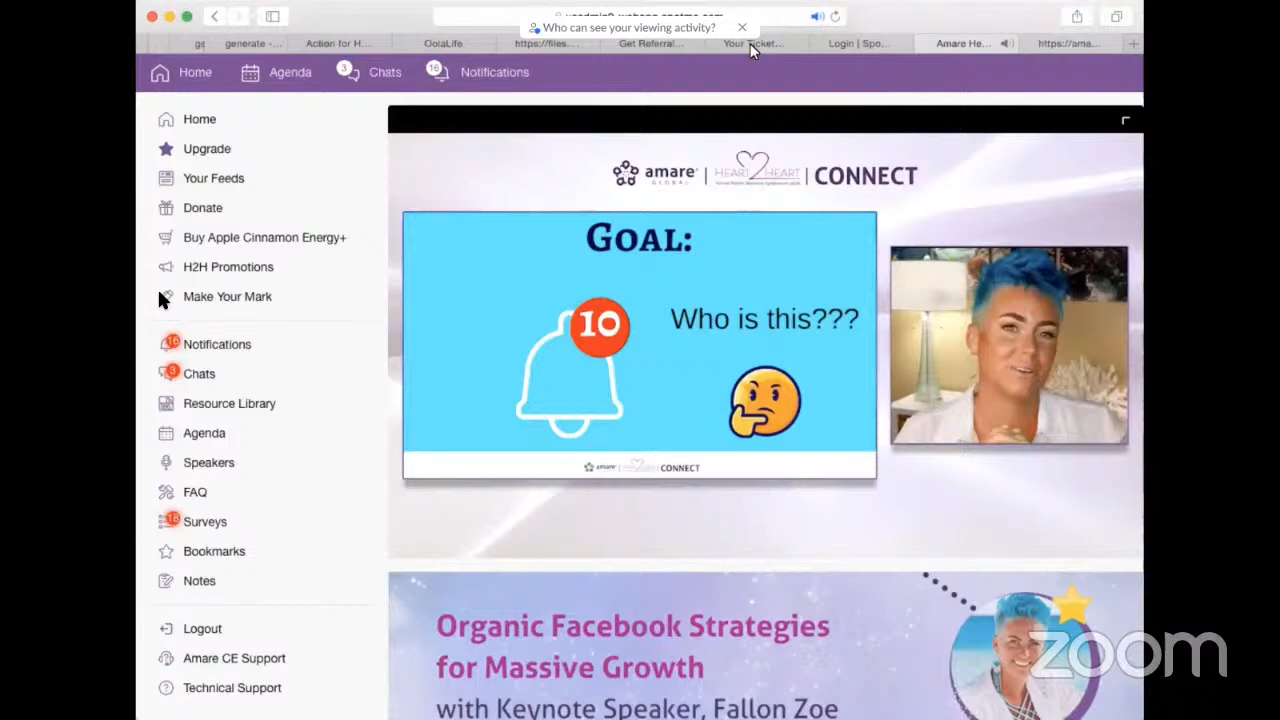 Who can see your viewing activity?
ge
generate -...
Action for H...
OolaLife
https://files....
Get Referral...
Your Ticket...
Login | Spo...
Amare He...
https://ama...
Home
Agenda
3
Chats
16
Notifications
Home
Upgrade
Your Feeds
Donate
Buy Apple Cinnamon Energy+
H2H Promotions
Make Your Mark
16
Notifications
3
Chats
Resource Library
Agenda
Speakers
FAQ
18
Surveys
Bookmarks
Notes
Logout
Amare CE Support
Technical Support
amare GLOBAL | HEART2HEART | CONNECT
GOAL:
10
Who is this???
amare | | CONNECT
Organic Facebook Strategies
for Massive Growth
with Keynote Speaker, Fallon Zoe
zoom